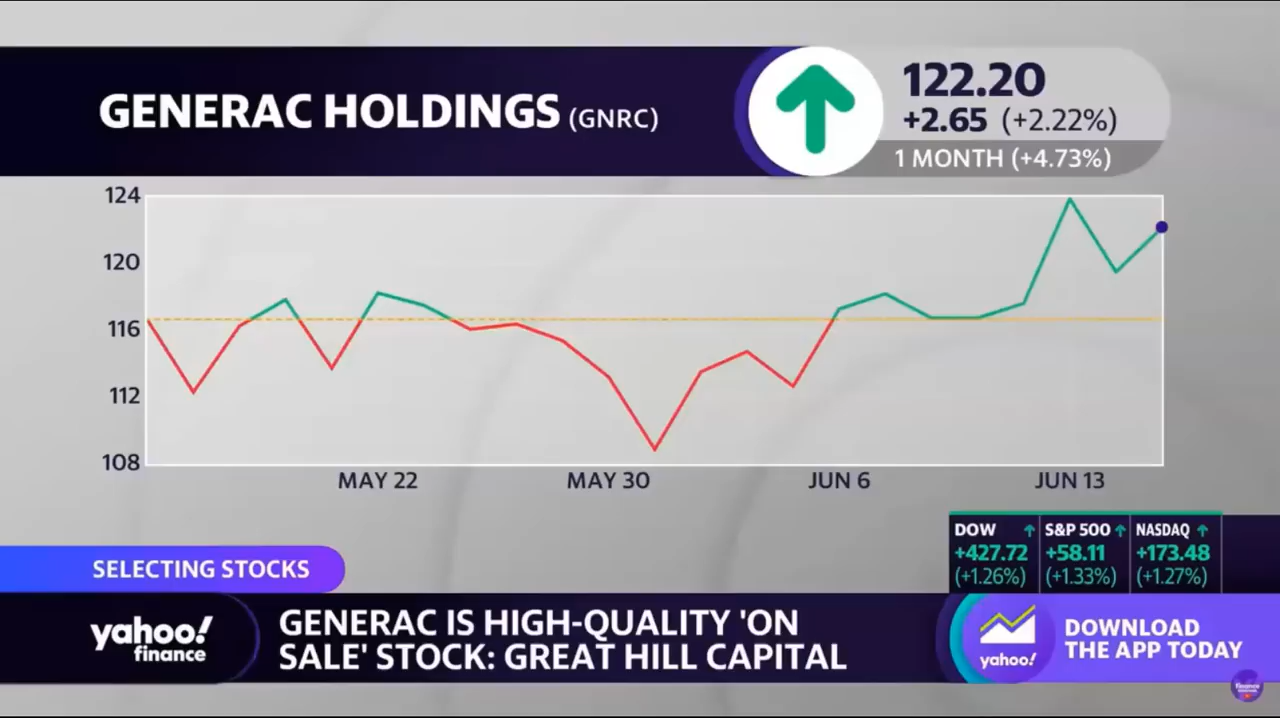 GENERAC HOLDINGS (GNRC)
122.20
+2.65 (+2.22%)
1 MONTH (+4.73%)
124
120
116
112
108
MAY 22 MAY 30 JUN 6 JUN 13
DOW S&P 500 NASDAQ
+427.72 +58.11 +173.48
(+1.26%) (+1.33%) (+1.27%)
SELECTING STOCKS
yahoo!
finance
GENERAC IS HIGH-QUALITY 'ON
SALE' STOCK: GREAT HILL CAPITAL
yahoo!
DOWNLOAD
THE APP TODAY
finance